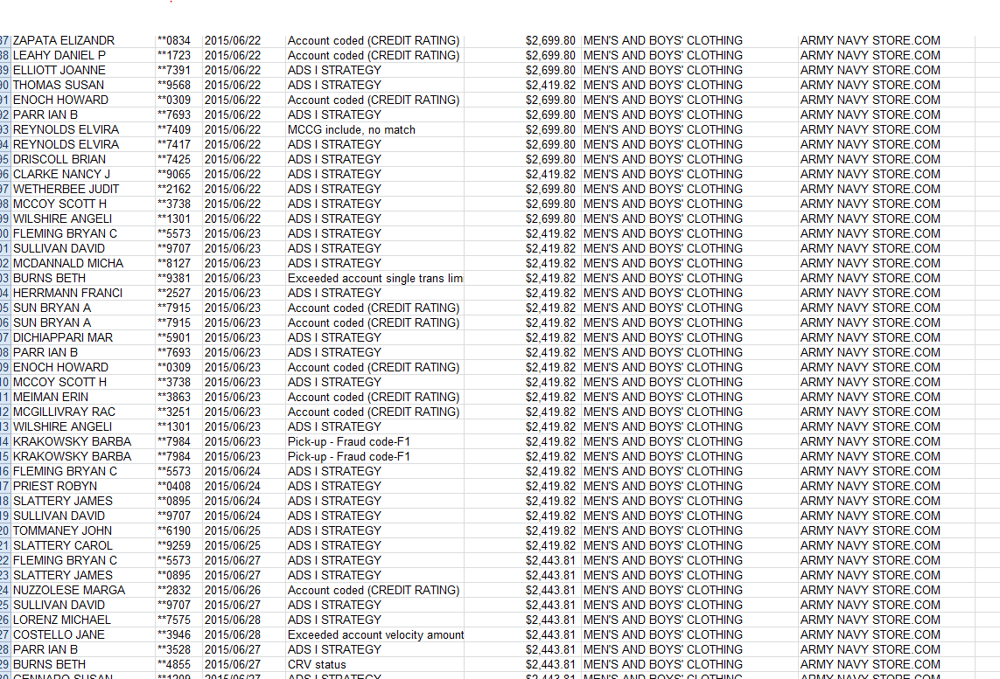 37 ZAPATA ELIZANDR **0834 2015/06/22 Account coded (CREDIT RATING) $2,699.80 MEN'S AND BOYS' CLOTHING ARMY NAVY STORE.COM
38 LEAHY DANIEL P **1723 2015/06/22 Account coded (CREDIT RATING) $2,699.80 MEN'S AND BOYS' CLOTHING ARMY NAVY STORE.COM
39 ELLIOTT JOANNE **7391 2015/06/22 ADS I STRATEGY $2,699.80 MEN'S AND BOYS' CLOTHING ARMY NAVY STORE.COM
90 THOMAS SUSAN **9568 2015/06/22 ADS I STRATEGY $2,419.82 MEN'S AND BOYS' CLOTHING ARMY NAVY STORE.COM
91 ENOCH HOWARD **0309 2015/06/22 Account coded (CREDIT RATING) $2,699.80 MEN'S AND BOYS' CLOTHING ARMY NAVY STORE.COM
92 PARR IAN B **7693 2015/06/22 ADS I STRATEGY $2,699.80 MEN'S AND BOYS' CLOTHING ARMY NAVY STORE.COM
93 REYNOLDS ELVIRA **7409 2015/06/22 MCCG include, no match $2,699.80 MEN'S AND BOYS' CLOTHING ARMY NAVY STORE.COM
94 REYNOLDS ELVIRA **7417 2015/06/22 ADS I STRATEGY $2,699.80 MEN'S AND BOYS' CLOTHING ARMY NAVY STORE.COM
95 DRISCOLL BRIAN **7425 2015/06/22 ADS I STRATEGY $2,699.80 MEN'S AND BOYS' CLOTHING ARMY NAVY STORE.COM
96 CLARKE NANCY J **9065 2015/06/22 ADS I STRATEGY $2,419.82 MEN'S AND BOYS' CLOTHING ARMY NAVY STORE.COM
97 WETHERBEE JUDIT **2162 2015/06/22 ADS I STRATEGY $2,699.80 MEN'S AND BOYS' CLOTHING ARMY NAVY STORE.COM
98 MCCOY SCOTT H **3738 2015/06/22 ADS I STRATEGY $2,699.80 MEN'S AND BOYS' CLOTHING ARMY NAVY STORE.COM
99 WILSHIRE ANGELI **1301 2015/06/22 ADS I STRATEGY $2,699.80 MEN'S AND BOYS' CLOTHING ARMY NAVY STORE.COM
00 FLEMING BRYAN C **5573 2015/06/23 ADS I STRATEGY $2,419.82 MEN'S AND BOYS' CLOTHING ARMY NAVY STORE.COM
01 SULLIVAN DAVID **9707 2015/06/23 ADS I STRATEGY $2,419.82 MEN'S AND BOYS' CLOTHING ARMY NAVY STORE.COM
02 MCDANNALD MICHA **8127 2015/06/23 ADS I STRATEGY $2,419.82 MEN'S AND BOYS' CLOTHING ARMY NAVY STORE.COM
03 BURNS BETH **9381 2015/06/23 Exceeded account single trans lim $2,419.82 MEN'S AND BOYS' CLOTHING ARMY NAVY STORE.COM
04 HERRMANN FRANCI **2527 2015/06/23 ADS I STRATEGY $2,419.82 MEN'S AND BOYS' CLOTHING ARMY NAVY STORE.COM
05 SUN BRYAN A **7915 2015/06/23 Account coded (CREDIT RATING) $2,419.82 MEN'S AND BOYS' CLOTHING ARMY NAVY STORE.COM
06 SUN BRYAN A **7915 2015/06/23 Account coded (CREDIT RATING) $2,419.82 MEN'S AND BOYS' CLOTHING ARMY NAVY STORE.COM
07 DICHIAPPARI MAR **5901 2015/06/23 ADS I STRATEGY $2,419.82 MEN'S AND BOYS' CLOTHING ARMY NAVY STORE.COM
08 PARR IAN B **7693 2015/06/23 ADS I STRATEGY $2,419.82 MEN'S AND BOYS' CLOTHING ARMY NAVY STORE.COM
09 ENOCH HOWARD **0309 2015/06/23 Account coded (CREDIT RATING) $2,419.82 MEN'S AND BOYS' CLOTHING ARMY NAVY STORE.COM
10 MCCOY SCOTT H **3738 2015/06/23 ADS I STRATEGY $2,419.82 MEN'S AND BOYS' CLOTHING ARMY NAVY STORE.COM
11 MEIMAN ERIN **3863 2015/06/23 Account coded (CREDIT RATING) $2,419.82 MEN'S AND BOYS' CLOTHING ARMY NAVY STORE.COM
12 MCGILLIVRAY RAC **3251 2015/06/23 Account coded (CREDIT RATING) $2,419.82 MEN'S AND BOYS' CLOTHING ARMY NAVY STORE.COM
13 WILSHIRE ANGELI **1301 2015/06/23 ADS I STRATEGY $2,419.82 MEN'S AND BOYS' CLOTHING ARMY NAVY STORE.COM
14 KRAKOWSKY BARBA **7984 2015/06/23 Pick-up - Fraud code-F1 $2,419.82 MEN'S AND BOYS' CLOTHING ARMY NAVY STORE.COM
15 KRAKOWSKY BARBA **7984 2015/06/23 Pick-up - Fraud code-F1 $2,419.82 MEN'S AND BOYS' CLOTHING ARMY NAVY STORE.COM
16 FLEMING BRYAN C **5573 2015/06/24 ADS I STRATEGY $2,419.82 MEN'S AND BOYS' CLOTHING ARMY NAVY STORE.COM
17 PRIEST ROBYN **0408 2015/06/24 ADS I STRATEGY $2,419.82 MEN'S AND BOYS' CLOTHING ARMY NAVY STORE.COM
18 SLATTERY JAMES **0895 2015/06/24 ADS I STRATEGY $2,419.82 MEN'S AND BOYS' CLOTHING ARMY NAVY STORE.COM
19 SULLIVAN DAVID **9707 2015/06/24 ADS I STRATEGY $2,419.82 MEN'S AND BOYS' CLOTHING ARMY NAVY STORE.COM
20 TOMMANEY JOHN **6190 2015/06/25 ADS I STRATEGY $2,419.82 MEN'S AND BOYS' CLOTHING ARMY NAVY STORE.COM
21 SLATTERY CAROL **9259 2015/06/25 ADS I STRATEGY $2,419.82 MEN'S AND BOYS' CLOTHING ARMY NAVY STORE.COM
22 FLEMING BRYAN C **5573 2015/06/27 ADS I STRATEGY $2,443.81 MEN'S AND BOYS' CLOTHING ARMY NAVY STORE.COM
23 SLATTERY JAMES **0895 2015/06/27 ADS I STRATEGY $2,443.81 MEN'S AND BOYS' CLOTHING ARMY NAVY STORE.COM
24 NUZZOLESE MARGA **2832 2015/06/26 Account coded (CREDIT RATING) $2,443.81 MEN'S AND BOYS' CLOTHING ARMY NAVY STORE.COM
25 SULLIVAN DAVID **9707 2015/06/27 ADS I STRATEGY $2,443.81 MEN'S AND BOYS' CLOTHING ARMY NAVY STORE.COM
26 LORENZ MICHAEL **7575 2015/06/28 ADS I STRATEGY $2,443.81 MEN'S AND BOYS' CLOTHING ARMY NAVY STORE.COM
27 COSTELLO JANE **3946 2015/06/28 Exceeded account velocity amount $2,443.81 MEN'S AND BOYS' CLOTHING ARMY NAVY STORE.COM
28 PARR IAN B **3528 2015/06/27 ADS I STRATEGY $2,443.81 MEN'S AND BOYS' CLOTHING ARMY NAVY STORE.COM
29 BURNS BETH **4855 2015/06/27 CRV status $2,443.81 MEN'S AND BOYS' CLOTHING ARMY NAVY STORE.COM
GENNARO SUSAN **1209 2015/06/27 ADS I STRATEGY $2,443.81 MEN'S AND BOYS' CLOTHING ARMY NAVY STORE.COM